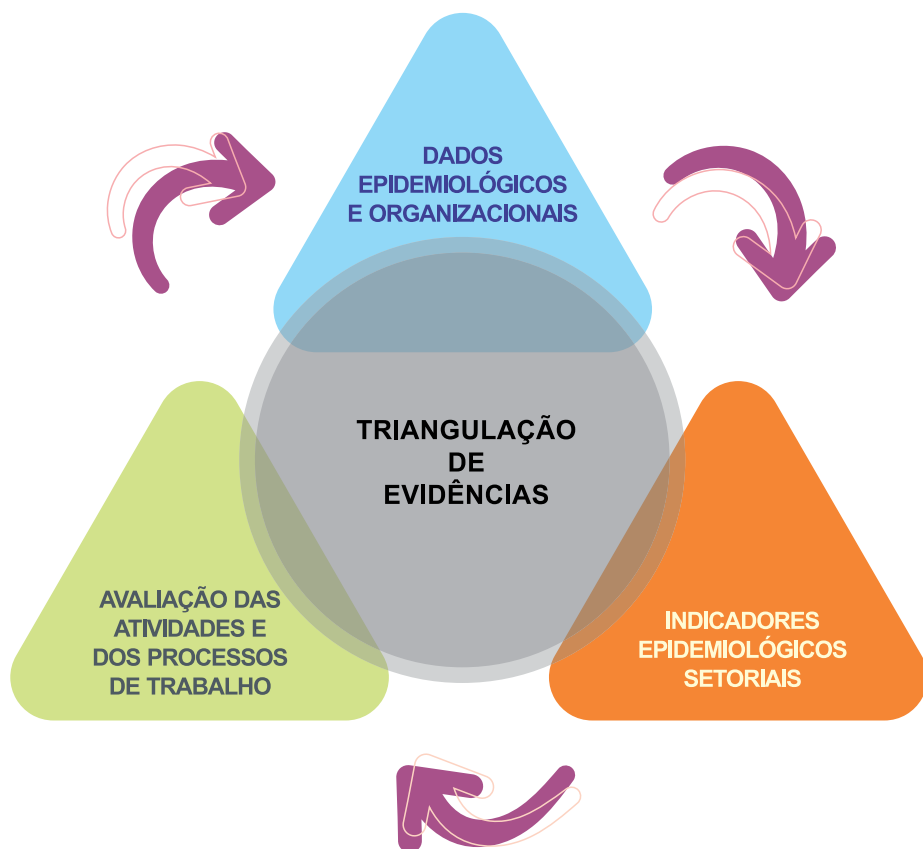 DADOS
EPIDEMIOLÓGICOS
E ORGANIZACIONAIS
TRIANGULAÇÃO
DE
EVIDÊNCIAS
AVALIAÇÃO DAS
ATIVIDADES E
DOS PROCESSOS
DE TRABALHO
INDICADORES
EPIDEMIOLÓGICOS
SETORIAIS